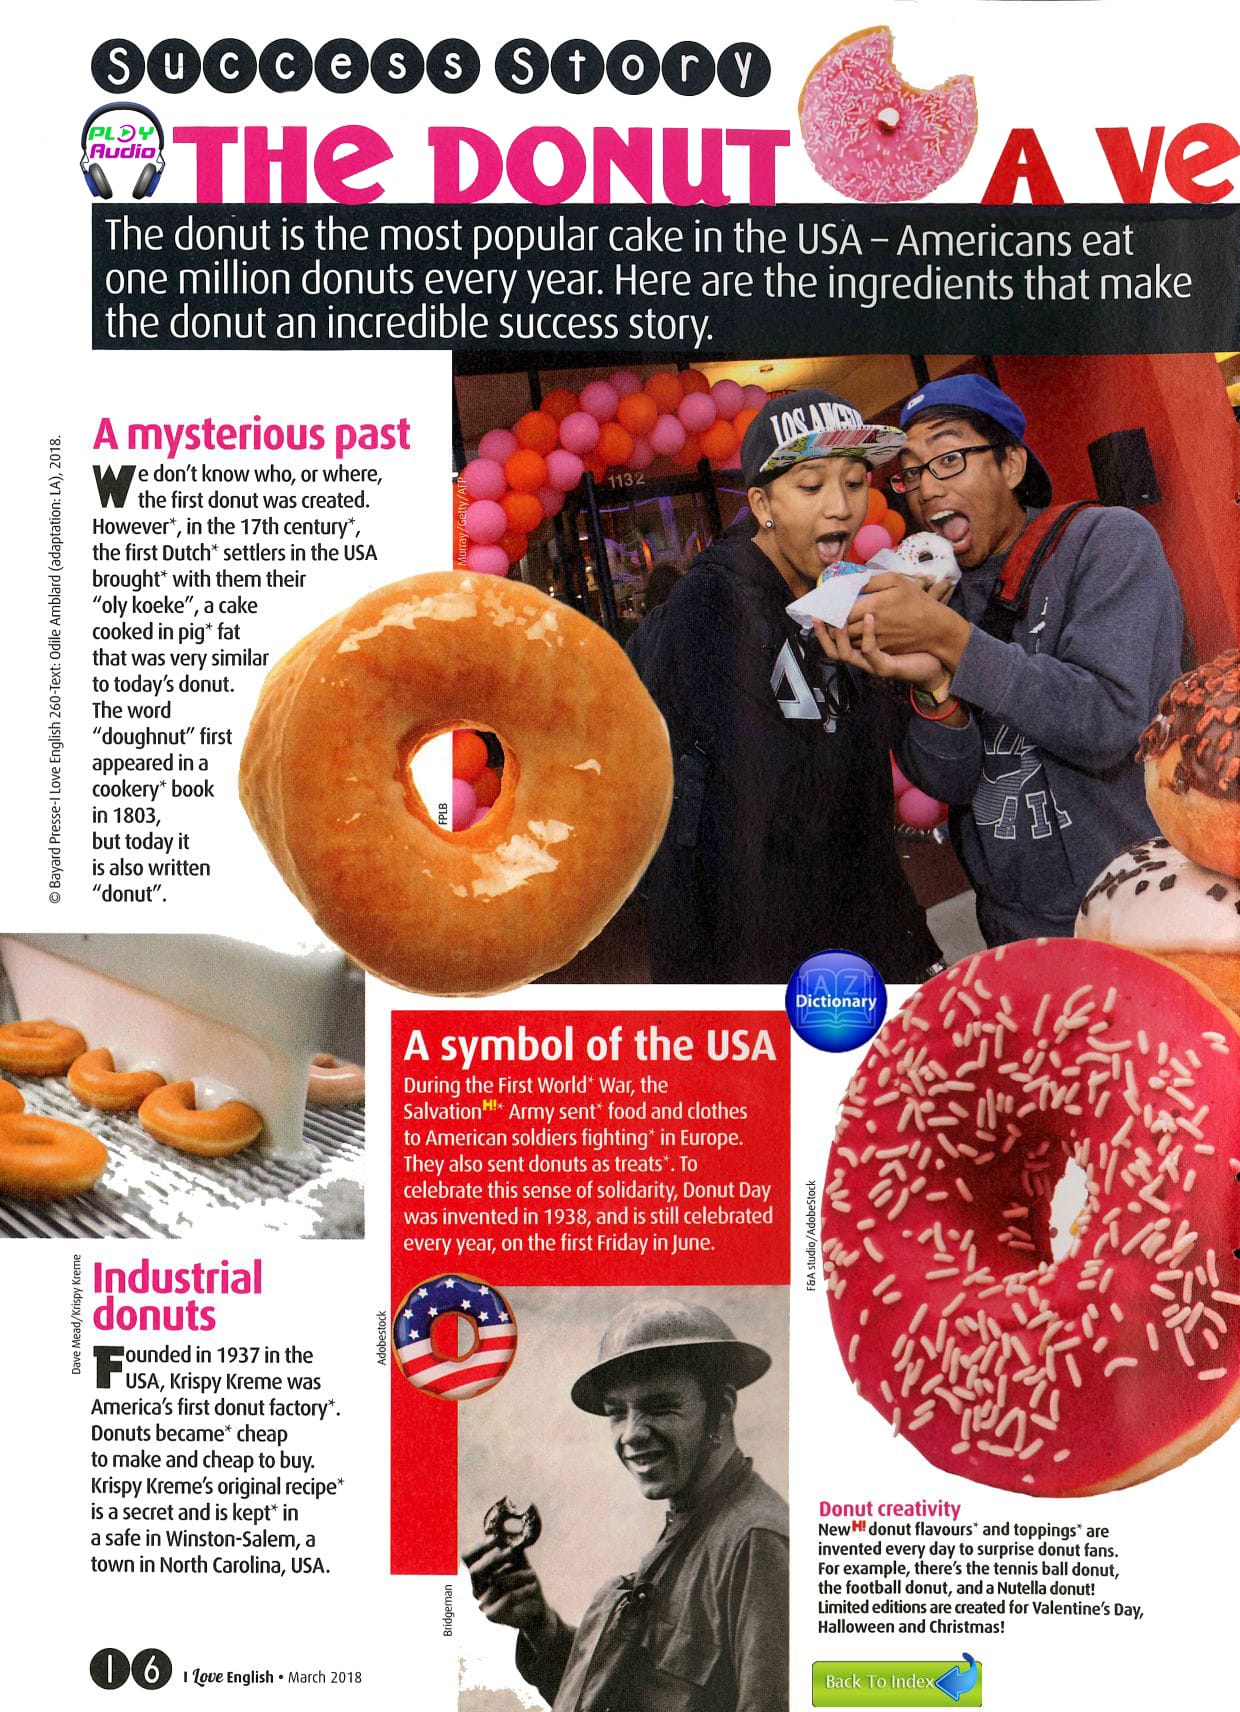 Success Story
PLAY
Audio
THE DONUT A VE
The donut is the most popular cake in the USA – Americans eat
one million donuts every year. Here are the ingredients that make
the donut an incredible success story.
A mysterious past
We don't know who, or where,
the first donut was created.
However*, in the 17th century*,
the first Dutch* settlers in the USA
brought* with them their
“oly koeke”, a cake
cooked in pig* fat
that was very similar
to today's donut.
The word
“doughnut” first
appeared in a
cookery* book
in 1803,
but today it
is also written
“donut”.
© Bayard Presse-I Love English 260-Text: Odile Amblard (adaptation: LA), 2018.
Murray/Getty/AFP
1132
LOS ANGEL
FPLB
A Z
Dictionary
A symbol of the USA
During the First World* War, the
SalvationH!* Army sent* food and clothes
to American soldiers fighting* in Europe.
They also sent donuts as treats*. To
celebrate this sense of solidarity, Donut Day
was invented in 1938, and is still celebrated
every year, on the first Friday in June.
Adobestock
Bridgeman
Dave Mead/Krispy Kreme
Industrial
donuts
Founded in 1937 in the
USA, Krispy Kreme was
America's first donut factory*.
Donuts became* cheap
to make and cheap to buy.
Krispy Kreme's original recipe*
is a secret and is kept* in
a safe in Winston-Salem, a
town in North Carolina, USA.
F&A studio/AdobeStock
Donut creativity
NewH! donut flavours* and toppings* are
invented every day to surprise donut fans.
For example, there's the tennis ball donut,
the football donut, and a Nutella donut!
Limited editions are created for Valentine's Day,
Halloween and Christmas!
16 I Love English • March 2018
Back To Index